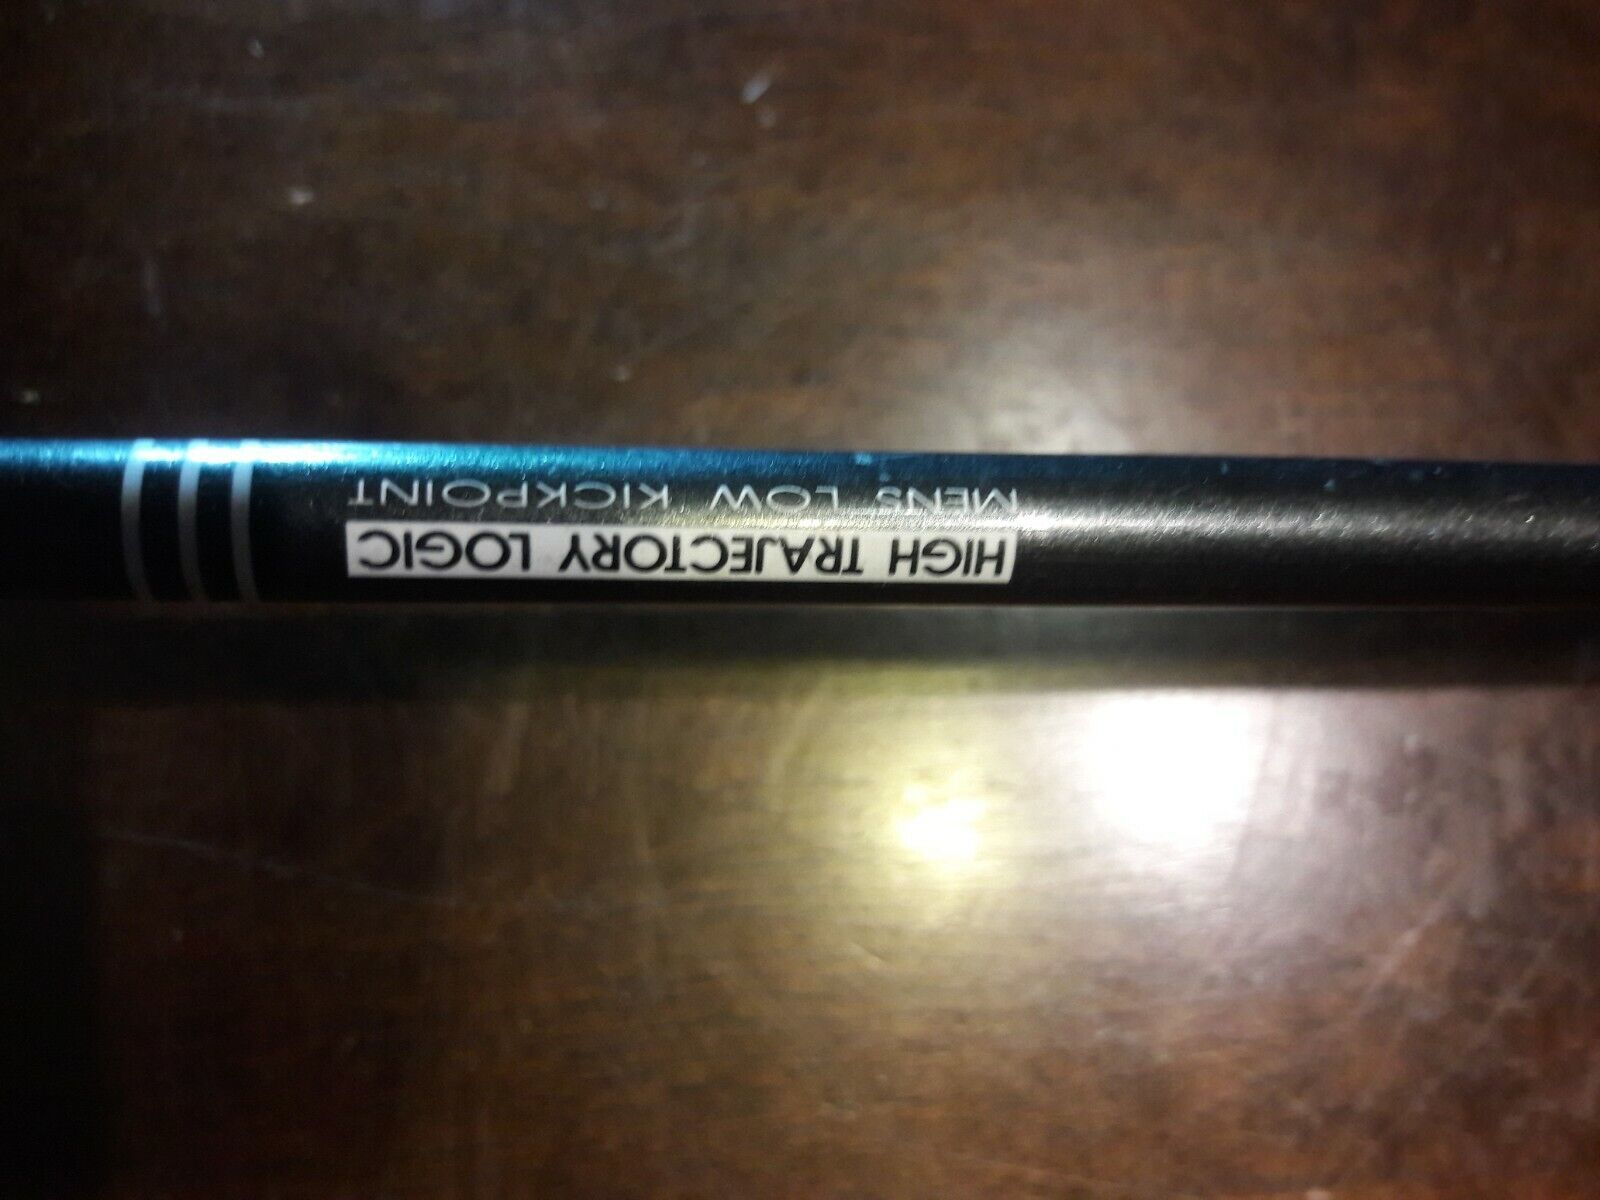 HIGH TRAJECTORY LOGIC
MENS LOW KICKPOINT